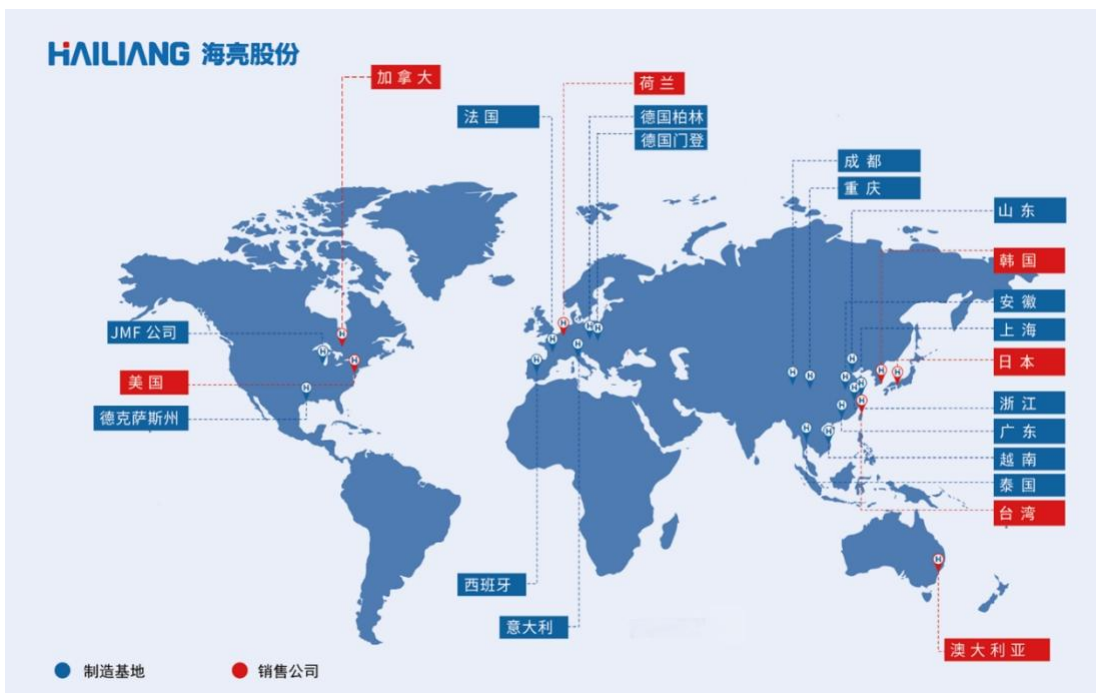 HAILIANG 海亮股份
加拿大
荷兰
法国
德国柏林
德国门登
成都
重庆
山东
韩国
安徽
上海
JMF 公司
日本
美国
浙江
德克萨斯州
广东
越南
泰国
台湾
西班牙
意大利
澳大利亚
制造基地
销售公司